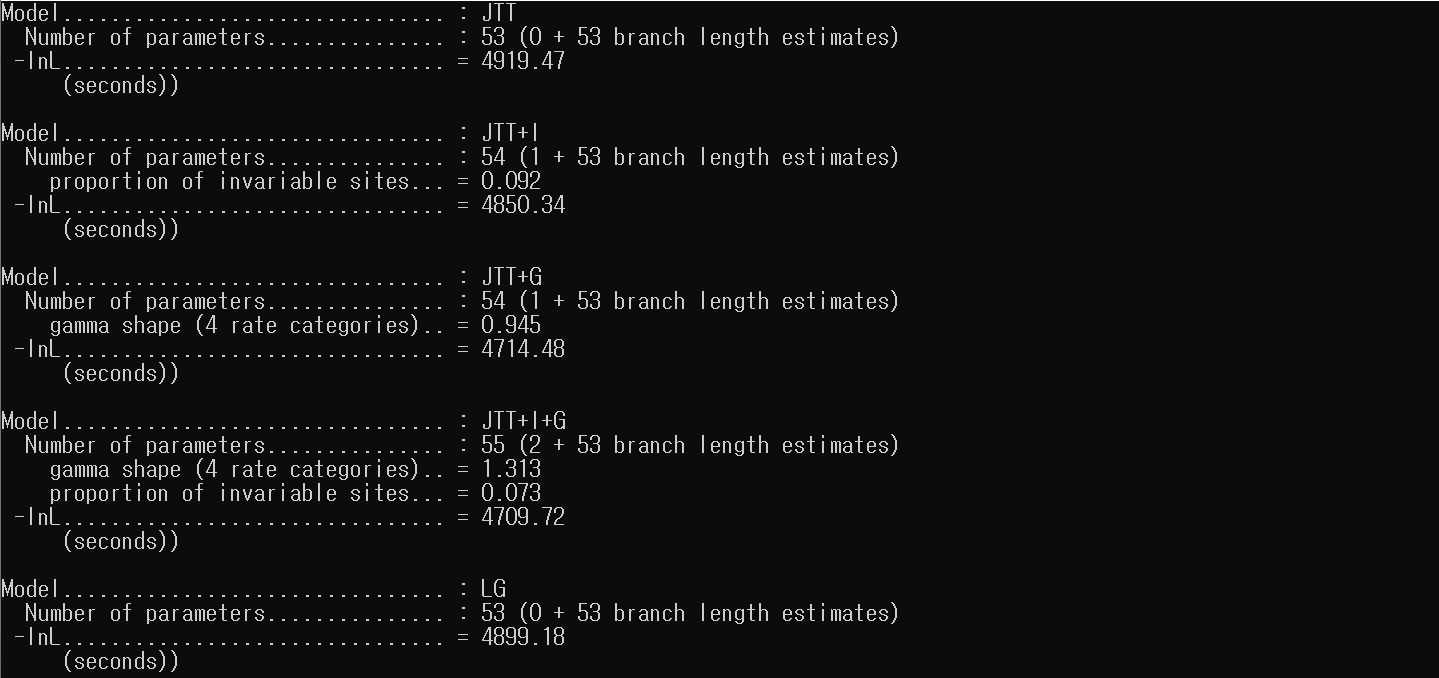 Model................................ : JTT
  Number of parameters............... : 53 (0 + 53 branch length estimates)
 -lnL................................ = 4919.47
     (seconds))

Model................................ : JTT+I
  Number of parameters............... : 54 (1 + 53 branch length estimates)
    proportion of invariable sites... = 0.092
 -lnL................................ = 4850.34
     (seconds))

Model................................ : JTT+G
  Number of parameters............... : 54 (1 + 53 branch length estimates)
    gamma shape (4 rate categories).. = 0.945
 -lnL................................ = 4714.48
     (seconds))

Model................................ : JTT+I+G
  Number of parameters............... : 55 (2 + 53 branch length estimates)
    gamma shape (4 rate categories).. = 1.313
    proportion of invariable sites... = 0.073
 -lnL................................ = 4709.72
     (seconds))

Model................................ : LG
  Number of parameters............... : 53 (0 + 53 branch length estimates)
 -lnL................................ = 4899.18
     (seconds))